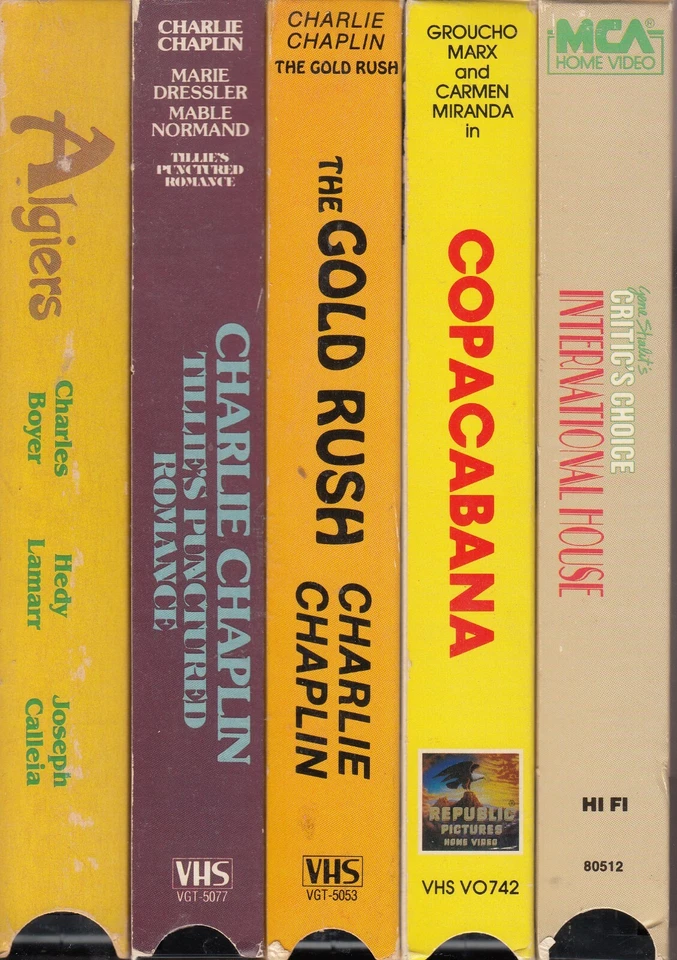 Algiers
Charles
Boyer
Hedy
Lamarr
Joseph
Calleia
CHARLIE
CHAPLIN
MARIE
DRESSLER
MABLE
NORMAND
TILLIE'S
PUNCTURED
ROMANCE
CHARLIE CHAPLIN
TILLIE'S PUNCTURED
ROMANCE
VHS
VGT-5077
CHARLIE
CHAPLIN
THE GOLD RUSH
THE GOLD RUSH
CHARLIE
CHAPLIN
VHS
VGT-5053
GROUCHO
MARX
and
CARMEN
MIRANDA
in
COPACABANA
REPUBLIC
PICTURES
HOME VIDEO
VHS VO742
MCA®
HOME VIDEO
Gene Shalit's
CRITIC'S CHOICE
INTERNATIONAL HOUSE
HI FI
80512